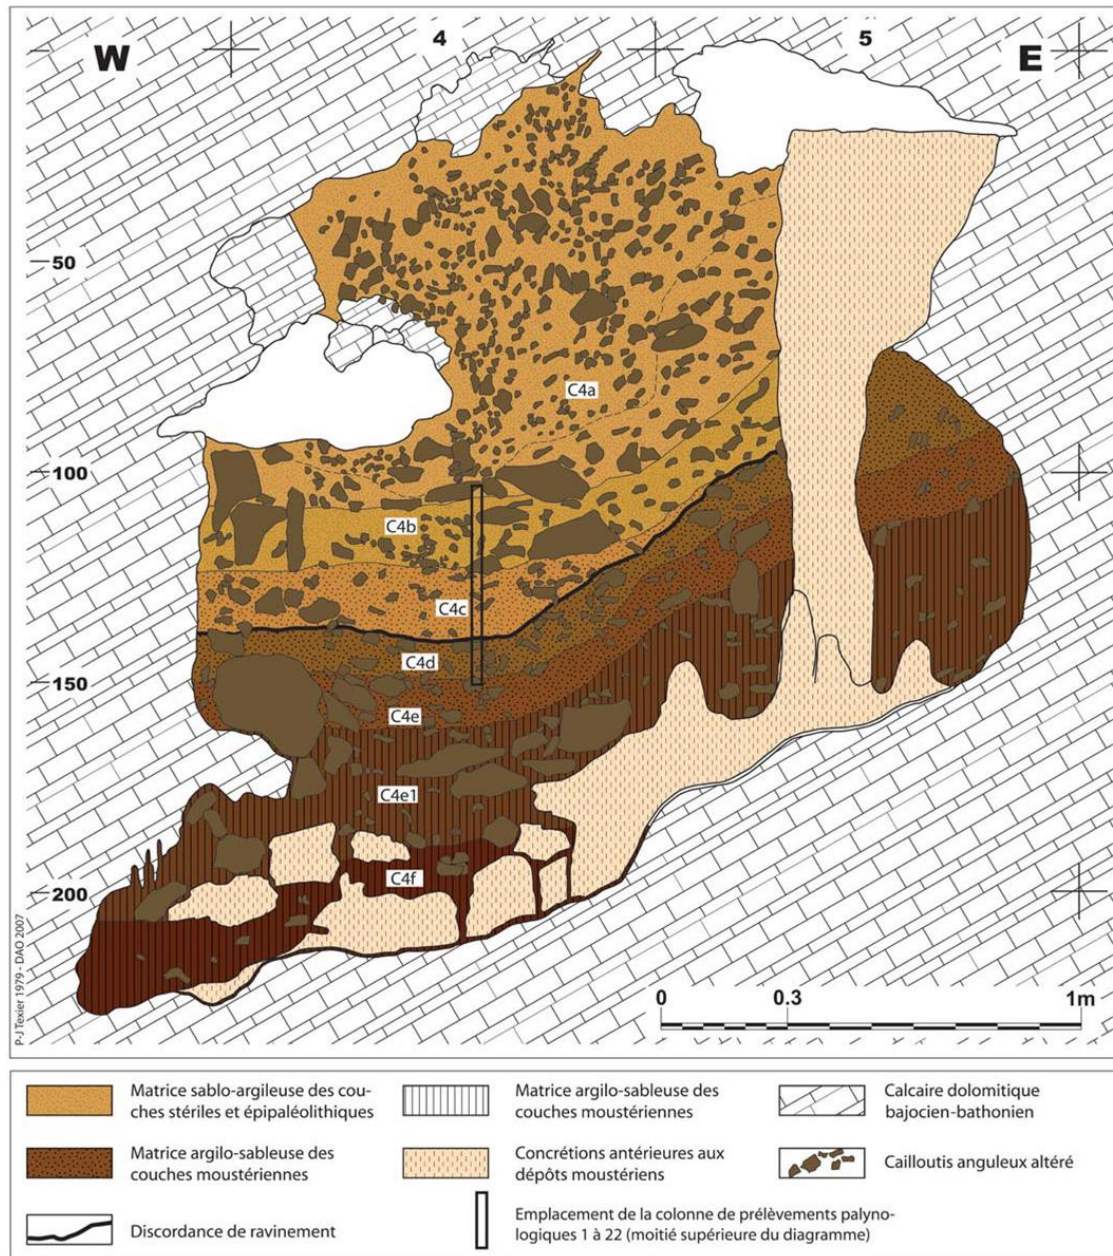 W
4
5
E
50
C4a
100
C4b
C4c
C4d
150
C4e
C4e1
C4f
200
P-J Texier 1979 - DAO 2007
0
0.3
1m
Matrice sablo-argileuse des cou-
ches stériles et épipaléolithiques
Matrice argilo-sableuse des
couches moustériennes
Calcaire dolomitique
bajocien-bathonien
Matrice argilo-sableuse des
couches moustériennes
Concrétions antérieures aux
dépôts moustériens
Cailloutis anguleux altéré
Discordance de ravinement
Emplacement de la colonne de prélèvements palyno-
logiques 1 à 22 (moitié supérieure du diagramme)